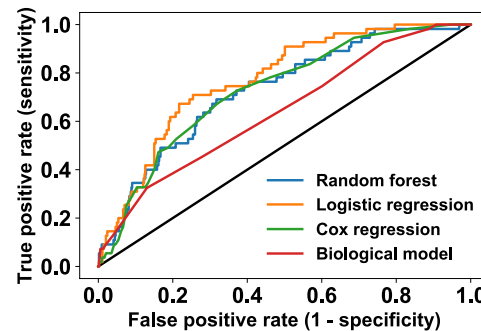 True positive rate (sensitivity)
1.0
0.8
0.6
0.4
0.2
0.0
Random forest
Logistic regression
Cox regression
Biological model
0.0 0.2 0.4 0.6 0.8 1.0
False positive rate (1 - specificity)